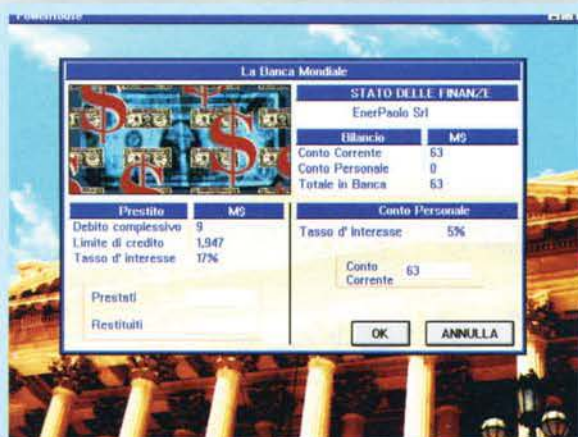 PowerHouse
La Banca Mondiale
STATO DELLE FINANZE
EnerPaolo Srl
Bilancio M$
Conto Corrente 63
Conto Personale 0
Totale in Banca 63
Prestito M$
Debito complessivo 9
Limite di credito 1,947
Tasso d' interesse 17%
Prestati
Restituiti
Conto Personale
Tasso d' interesse 5%
Conto Corrente 63
OK ANNULLA